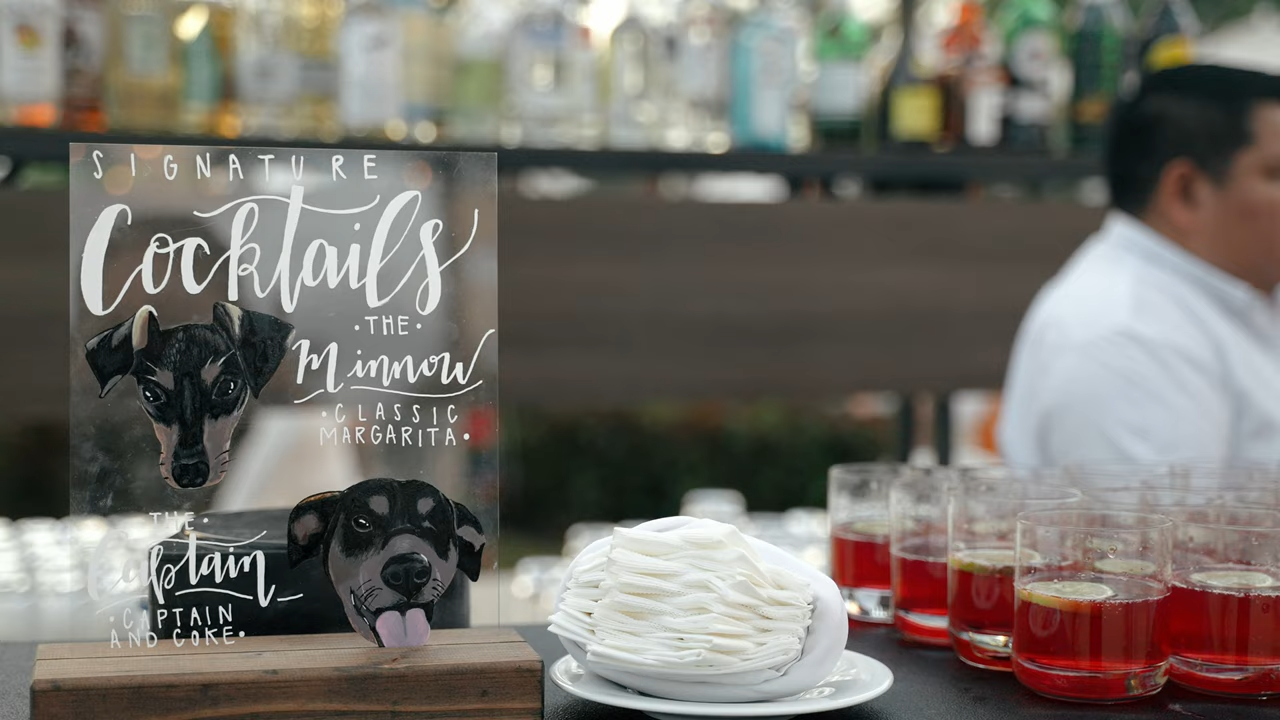 SIGNATURE
Cocktails
·THE·
Minnow
·CLASSIC
MARGARITA·
·THE·
Captain
·CAPTAIN
AND COKE·